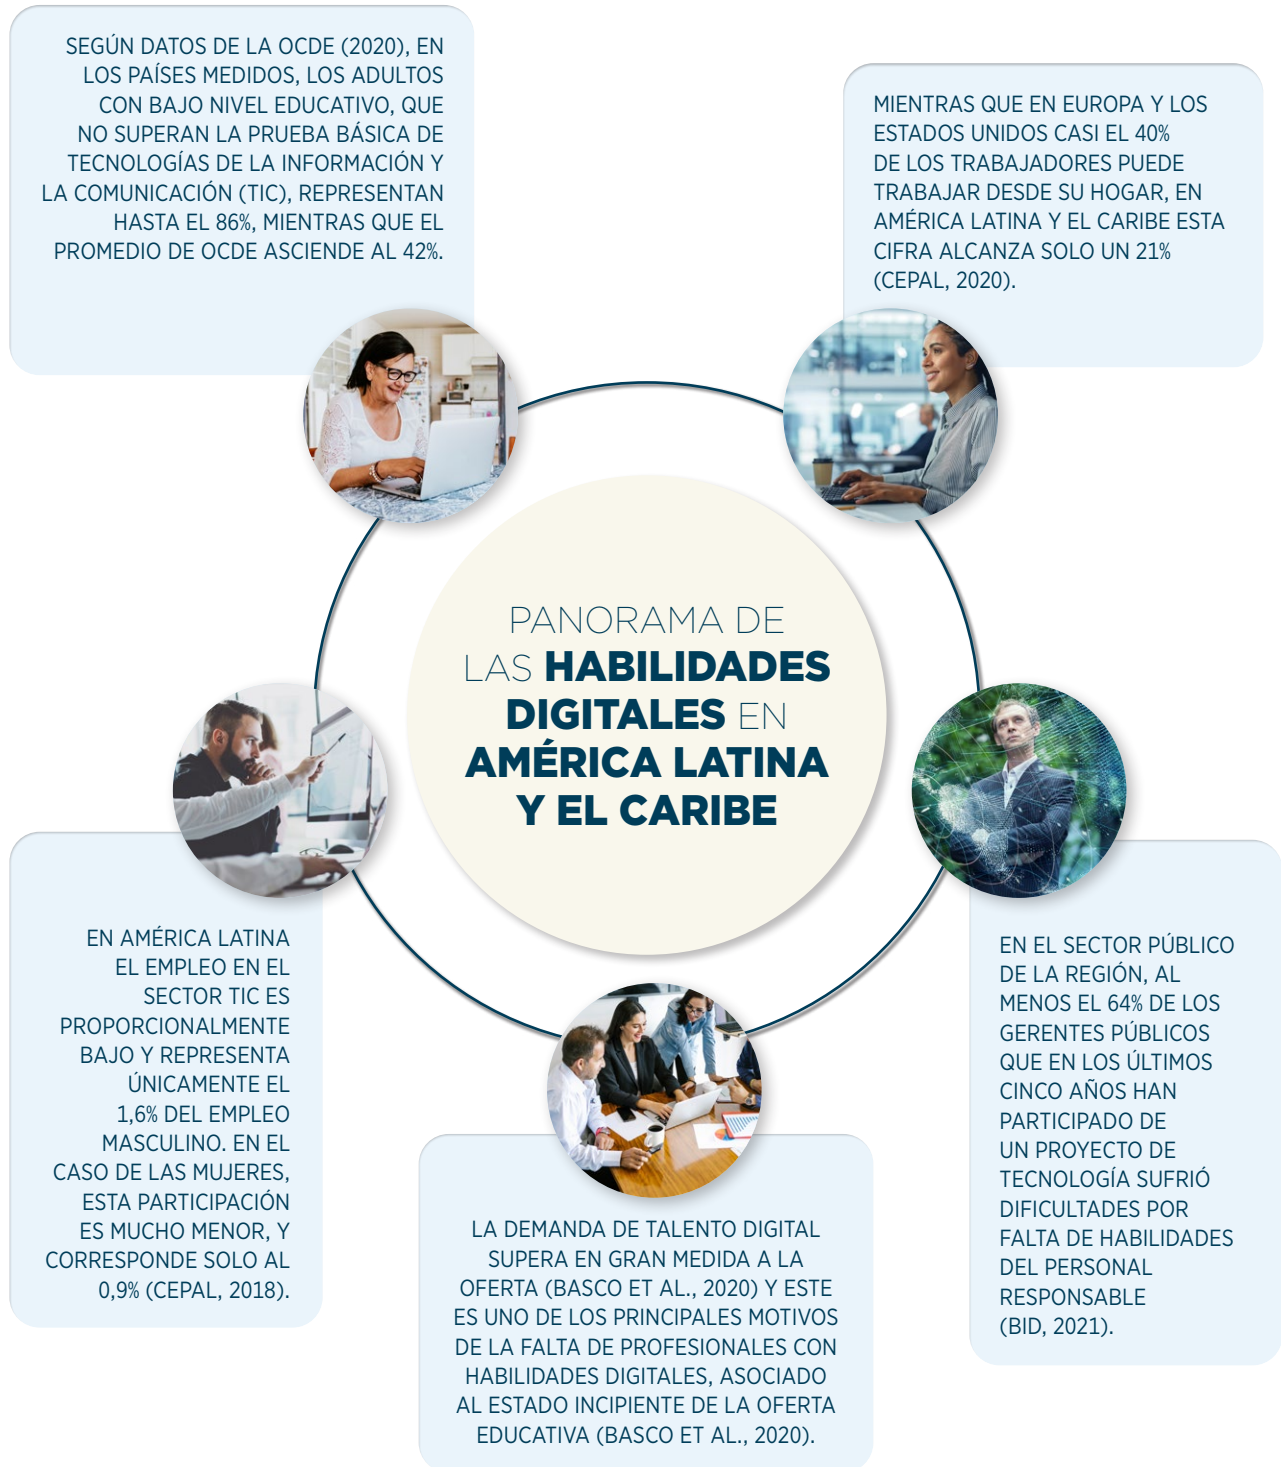 SEGÚN DATOS DE LA OCDE (2020), EN
LOS PAÍSES MEDIDOS, LOS ADULTOS
CON BAJO NIVEL EDUCATIVO, QUE
NO SUPERAN LA PRUEBA BÁSICA DE
TECNOLOGÍAS DE LA INFORMACIÓN Y
LA COMUNICACIÓN (TIC), REPRESENTAN
HASTA EL 86%, MIENTRAS QUE EL
PROMEDIO DE OCDE ASCIENDE AL 42%.
MIENTRAS QUE EN EUROPA Y LOS
ESTADOS UNIDOS CASI EL 40%
DE LOS TRABAJADORES PUEDE
TRABAJAR DESDE SU HOGAR, EN
AMÉRICA LATINA Y EL CARIBE ESTA
CIFRA ALCANZA SOLO UN 21%
(CEPAL, 2020).
PANORAMA DE
LAS HABILIDADES
DIGITALES EN
AMÉRICA LATINA
Y EL CARIBE
EN AMÉRICA LATINA
EL EMPLEO EN EL
SECTOR TIC ES
PROPORCIONALMENTE
BAJO Y REPRESENTA
ÚNICAMENTE EL
1,6% DEL EMPLEO
MASCULINO. EN EL
CASO DE LAS MUJERES,
ESTA PARTICIPACIÓN
ES MUCHO MENOR, Y
CORRESPONDE SOLO AL
0,9% (CEPAL, 2018).
LA DEMANDA DE TALENTO DIGITAL
SUPERA EN GRAN MEDIDA A LA
OFERTA (BASCO ET AL., 2020) Y ESTE
ES UNO DE LOS PRINCIPALES MOTIVOS
DE LA FALTA DE PROFESIONALES CON
HABILIDADES DIGITALES, ASOCIADO
AL ESTADO INCIPIENTE DE LA OFERTA
EDUCATIVA (BASCO ET AL., 2020).
EN EL SECTOR PÚBLICO
DE LA REGIÓN, AL
MENOS EL 64% DE LOS
GERENTES PÚBLICOS
QUE EN LOS ÚLTIMOS
CINCO AÑOS HAN
PARTICIPADO DE
UN PROYECTO DE
TECNOLOGÍA SUFRIÓ
DIFICULTADES POR
FALTA DE HABILIDADES
DEL PERSONAL
RESPONSABLE
(BID, 2021).